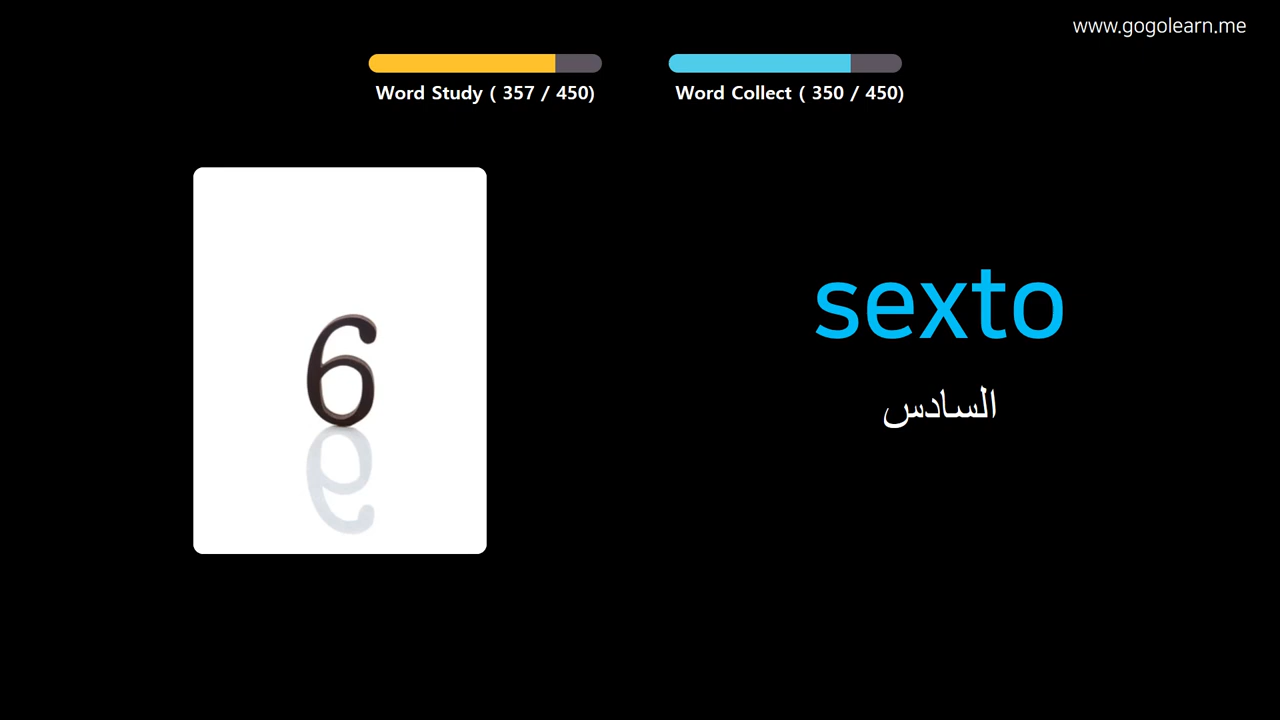 www.gogolearn.me
Word Study ( 357 / 450)
Word Collect ( 350 / 450)
6
sexto
السادس